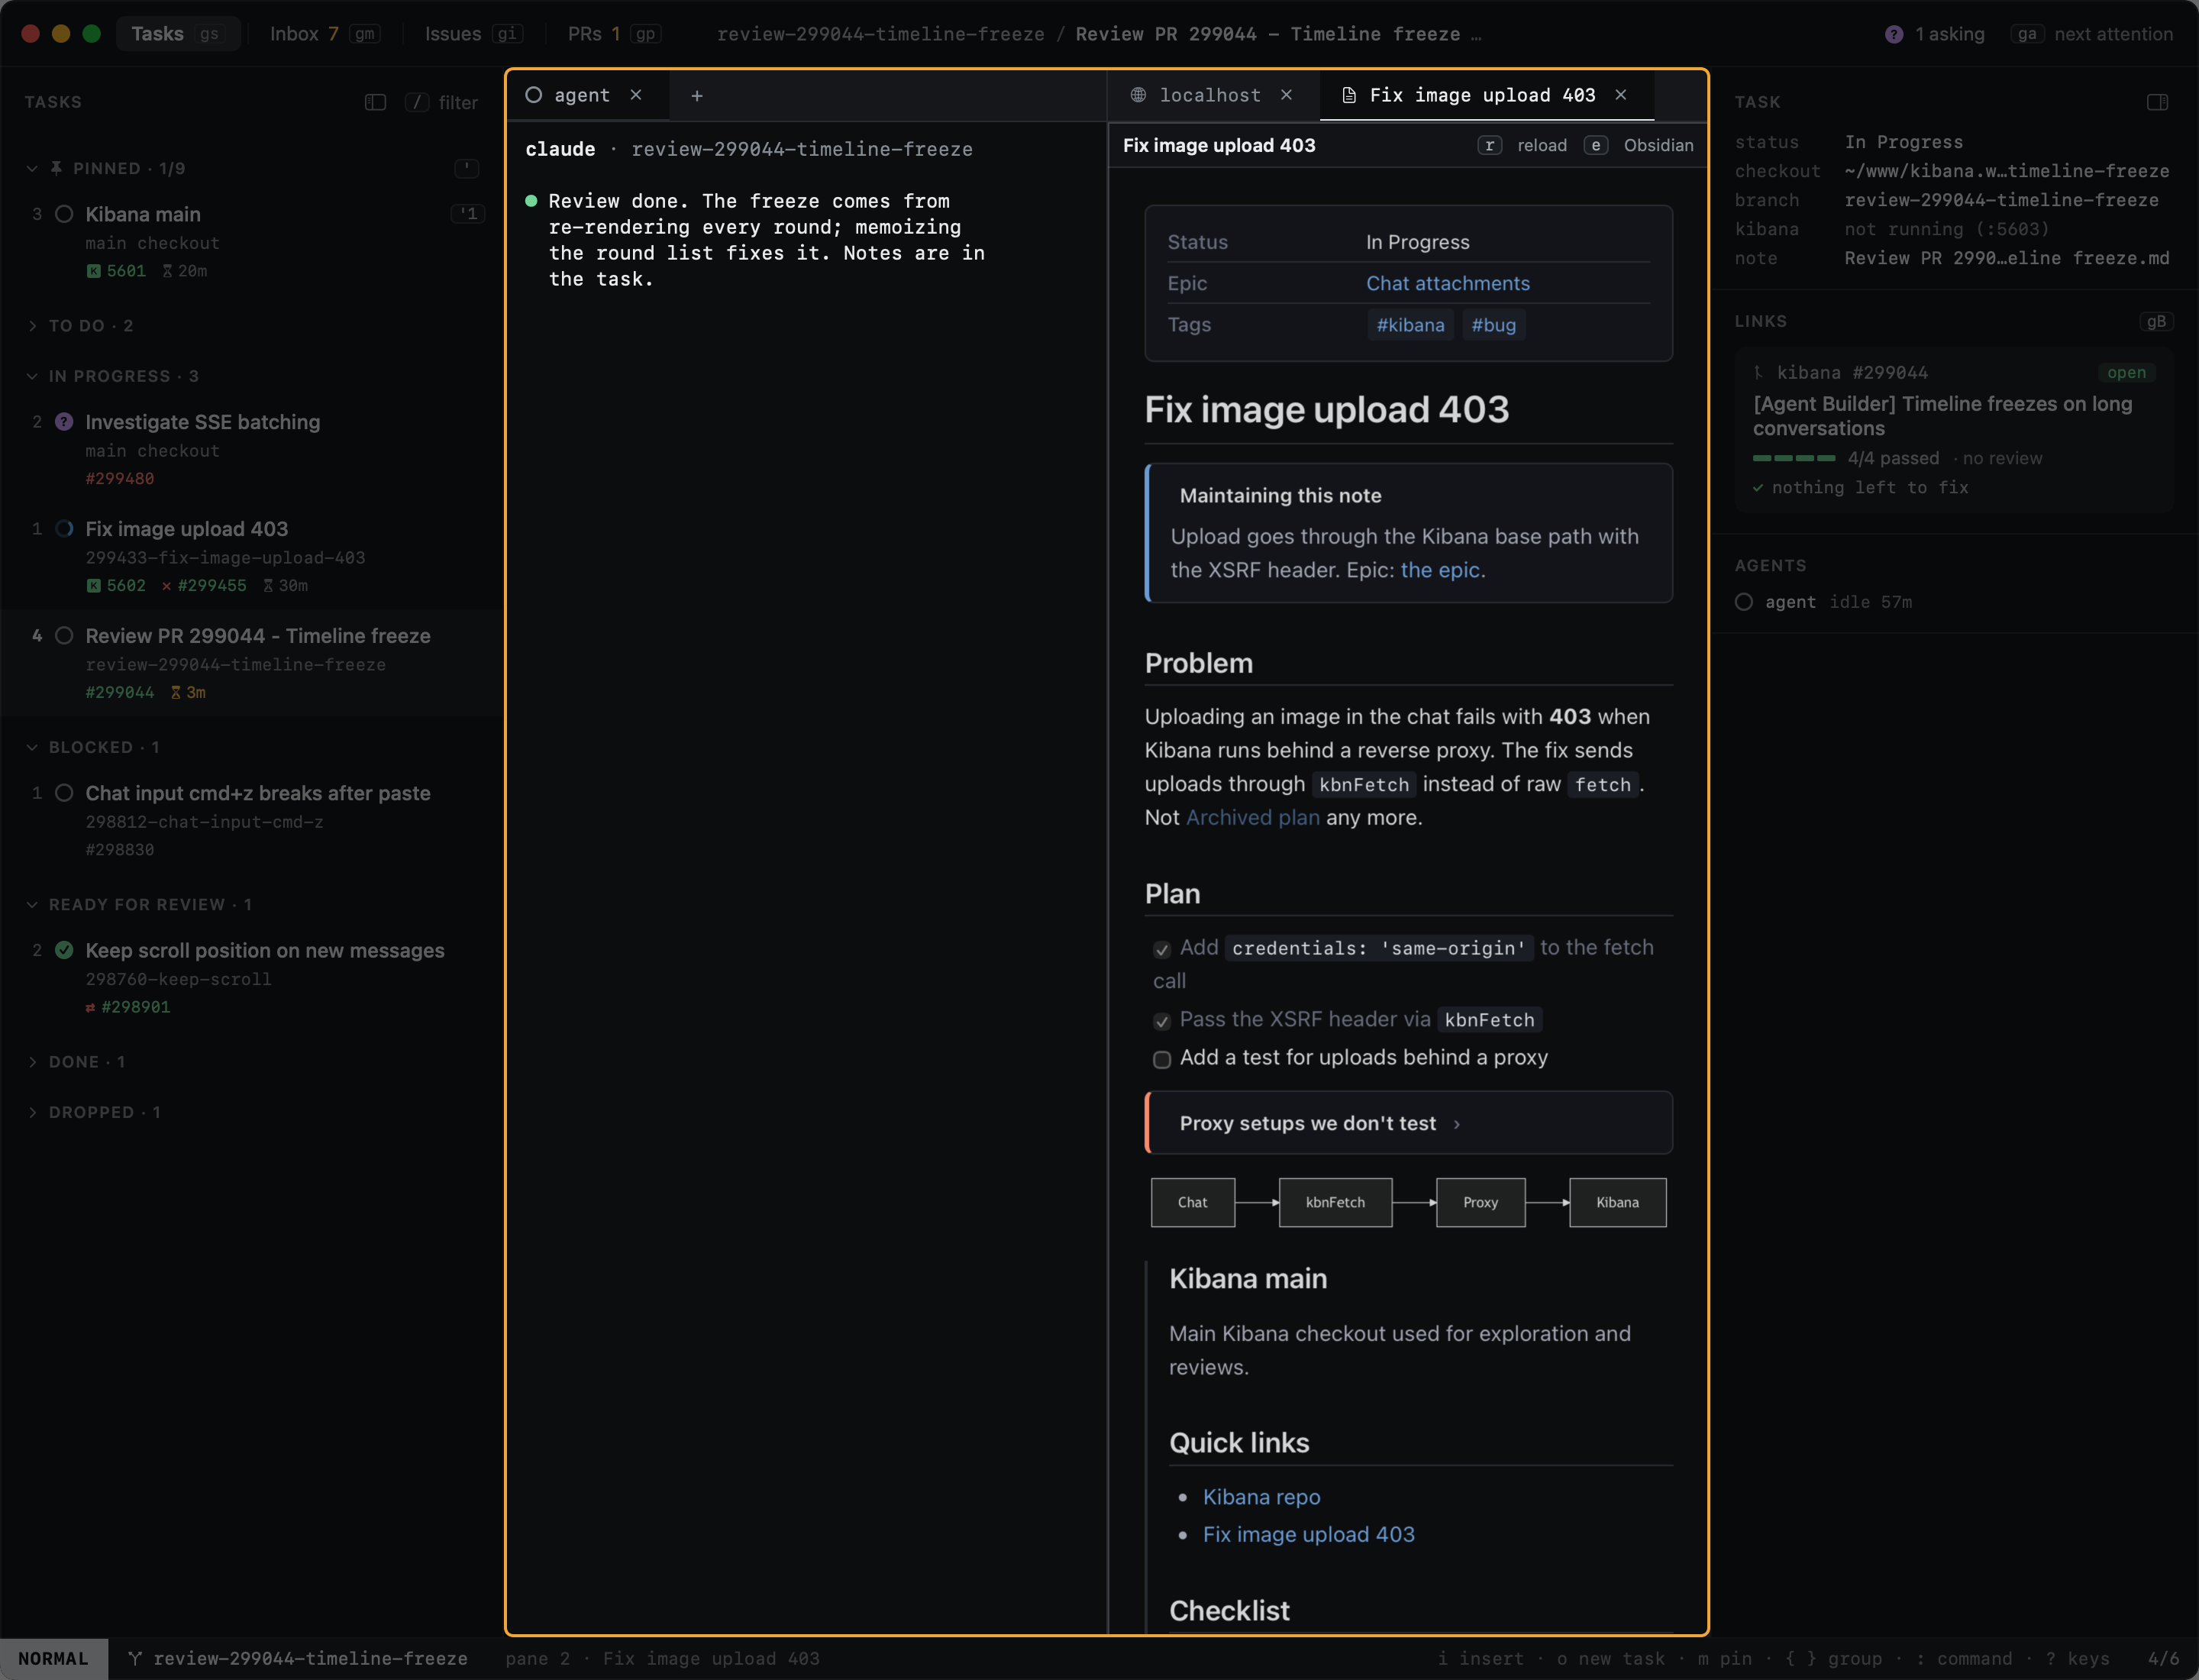 Tasks gs
Inbox 7 gm
Issues gi
PRs 1 gp
review-299044-timeline-freeze / Review PR 299044 – Timeline freeze …
? 1 asking
ga next attention
TASKS
/ filter
PINNED · 1/9
'
3 Kibana main '1
main checkout
K 5601 20m
TO DO · 2
IN PROGRESS · 3
2 ? Investigate SSE batching
main checkout
#299480
1 Fix image upload 403
299433-fix-image-upload-403
K 5602 × #299455 30m
4 Review PR 299044 - Timeline freeze
review-299044-timeline-freeze
#299044 3m
BLOCKED · 1
1 Chat input cmd+z breaks after paste
298812-chat-input-cmd-z
#298830
READY FOR REVIEW · 1
2 Keep scroll position on new messages
298760-keep-scroll
#298901
DONE · 1
DROPPED · 1
agent ×
+
claude · review-299044-timeline-freeze
Review done. The freeze comes from
re-rendering every round; memoizing
the round list fixes it. Notes are in
the task.
localhost ×
Fix image upload 403 ×
Fix image upload 403
r reload e Obsidian
Status In Progress
Epic Chat attachments
Tags #kibana #bug
Fix image upload 403
Maintaining this note
Upload goes through the Kibana base path with
the XSRF header. Epic: the epic.
Problem
Uploading an image in the chat fails with 403 when
Kibana runs behind a reverse proxy. The fix sends
uploads through kbnFetch instead of raw fetch.
Not Archived plan any more.
Plan
Add credentials: 'same-origin' to the fetch
call
Pass the XSRF header via kbnFetch
Add a test for uploads behind a proxy
Proxy setups we don't test ›
Chat
kbnFetch
Proxy
Kibana
Kibana main
Main Kibana checkout used for exploration and
reviews.
Quick links
Kibana repo
Fix image upload 403
Checklist
TASK
status In Progress
checkout ~/www/kibana.w…timeline-freeze
branch review-299044-timeline-freeze
kibana not running (:5603)
note Review PR 2990…eline freeze.md
LINKS gB
kibana #299044 open
[Agent Builder] Timeline freezes on long
conversations
4/4 passed · no review
nothing left to fix
AGENTS
agent idle 57m
NORMAL
review-299044-timeline-freeze
pane 2 · Fix image upload 403
i insert · o new task · m pin · { } group · : command · ? keys 4/6